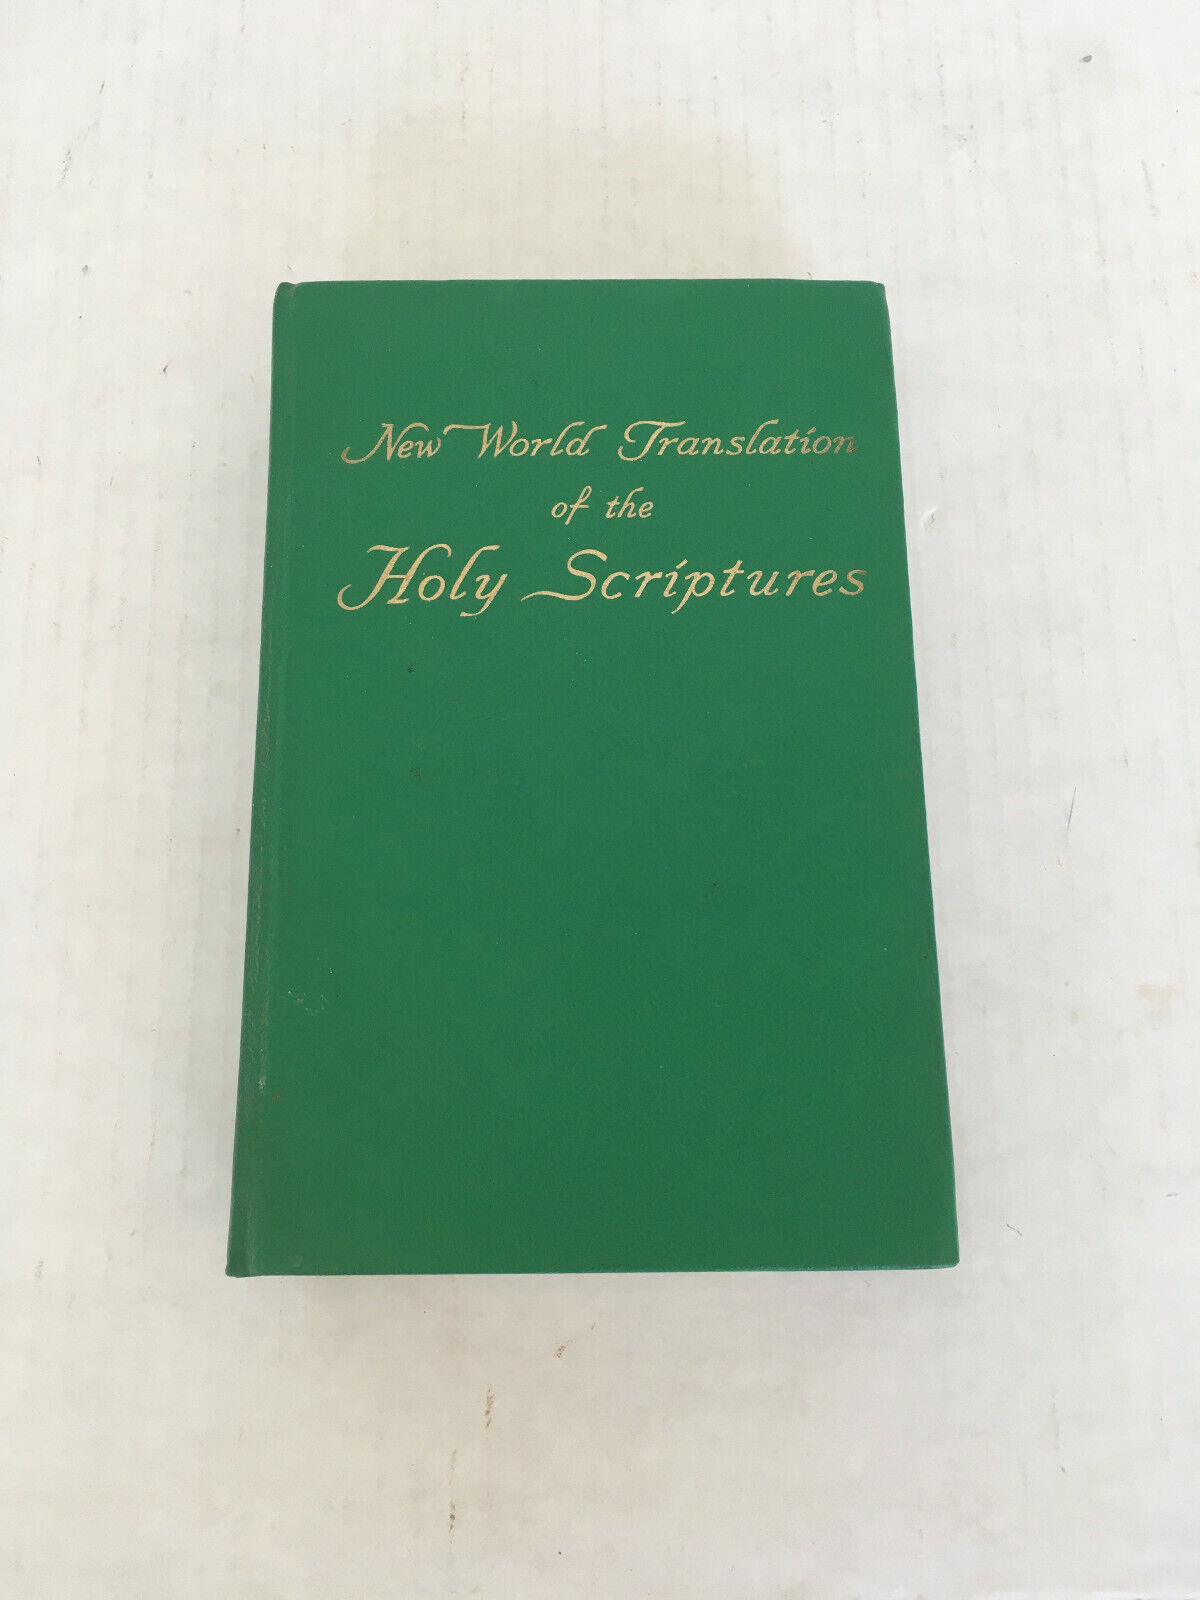 New World Translation
of the
Holy Scriptures